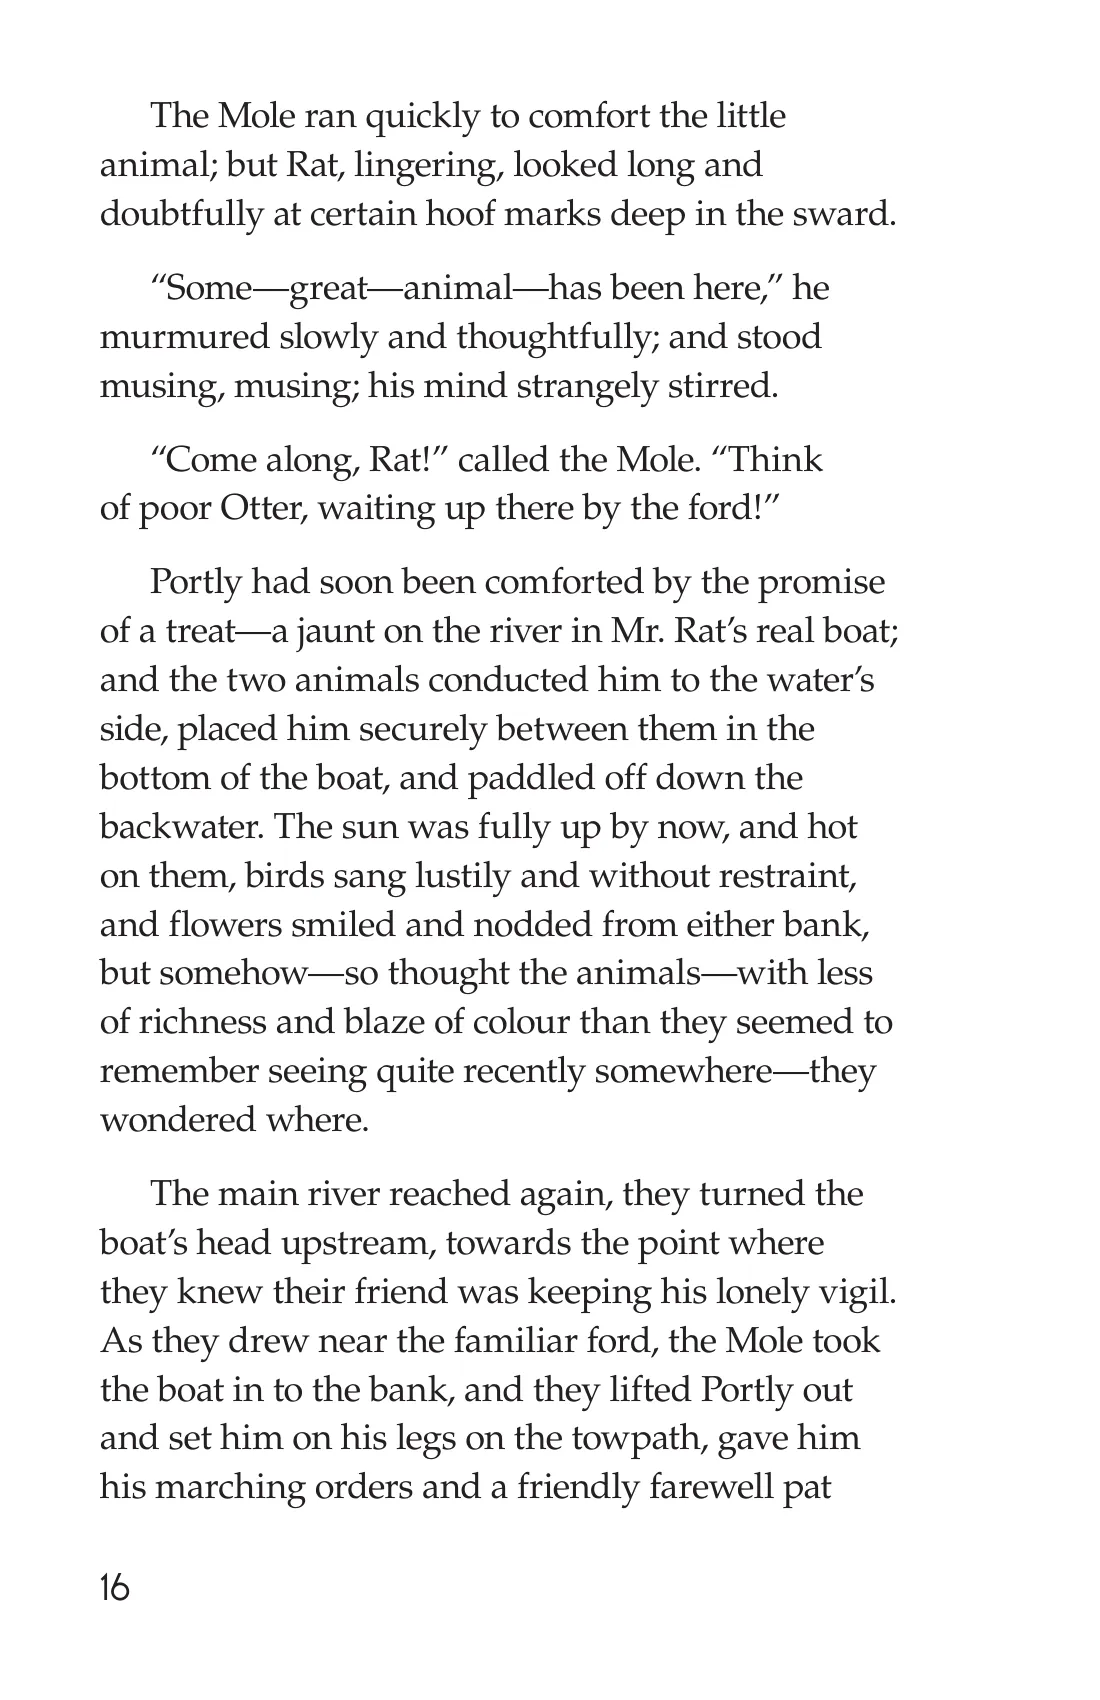 The Mole ran quickly to comfort the little
animal; but Rat, lingering, looked long and
doubtfully at certain hoof marks deep in the sward.
“Some—great—animal—has been here,” he
murmured slowly and thoughtfully; and stood
musing, musing; his mind strangely stirred.
“Come along, Rat!” called the Mole. “Think
of poor Otter, waiting up there by the ford!”
Portly had soon been comforted by the promise
of a treat—a jaunt on the river in Mr. Rat’s real boat;
and the two animals conducted him to the water’s
side, placed him securely between them in the
bottom of the boat, and paddled off down the
backwater. The sun was fully up by now, and hot
on them, birds sang lustily and without restraint,
and flowers smiled and nodded from either bank,
but somehow—so thought the animals—with less
of richness and blaze of colour than they seemed to
remember seeing quite recently somewhere—they
wondered where.
The main river reached again, they turned the
boat’s head upstream, towards the point where
they knew their friend was keeping his lonely vigil.
As they drew near the familiar ford, the Mole took
the boat in to the bank, and they lifted Portly out
and set him on his legs on the towpath, gave him
his marching orders and a friendly farewell pat
16